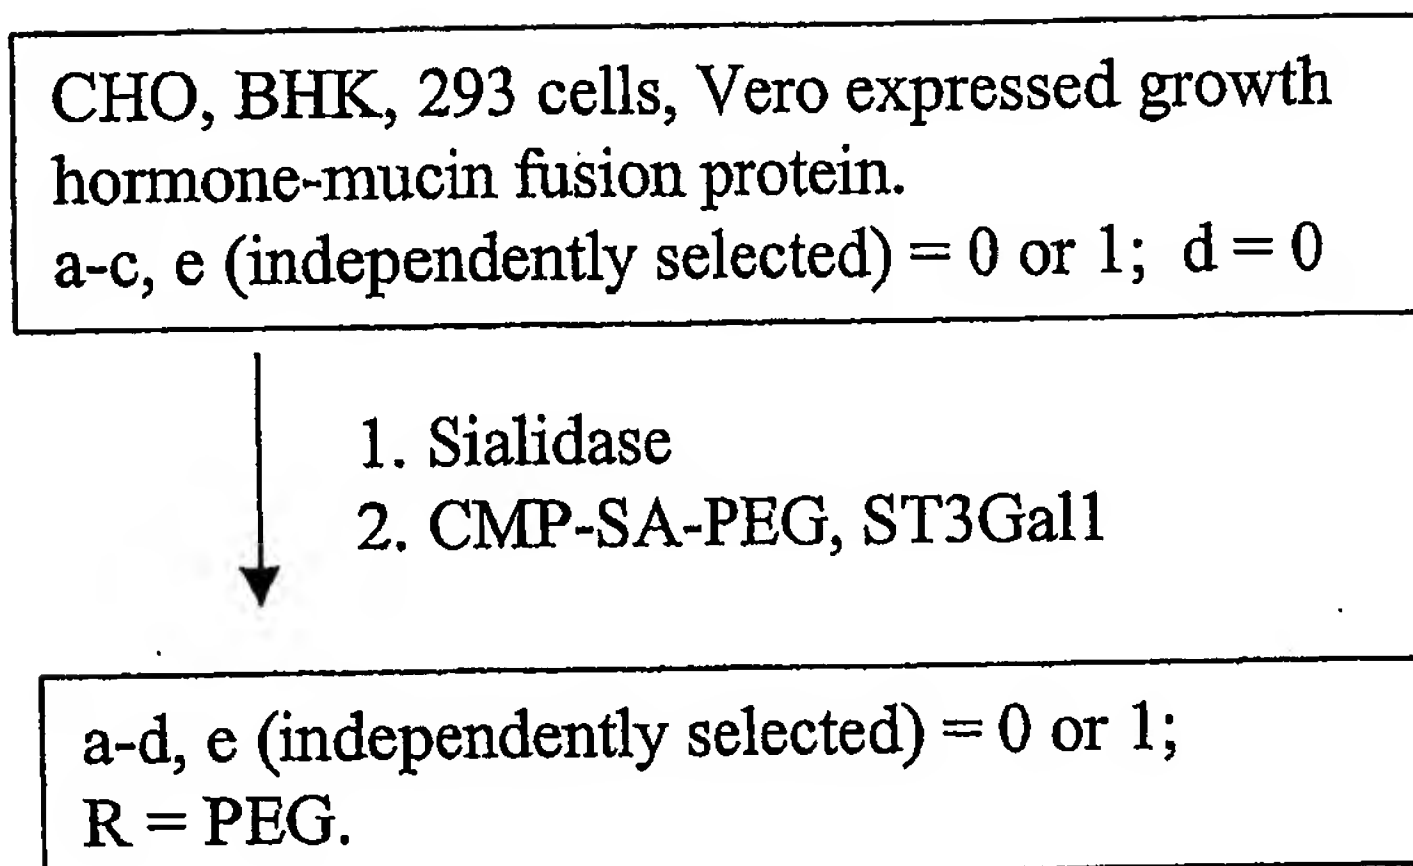 CHO, BHK, 293 cells, Vero expressed growth
hormone-mucin fusion protein.
a-c, e (independently selected) = 0 or 1; d = 0
1. Sialidase
2. CMP-SA-PEG, ST3Gal1
a-d, e (independently selected) = 0 or 1;
R = PEG.